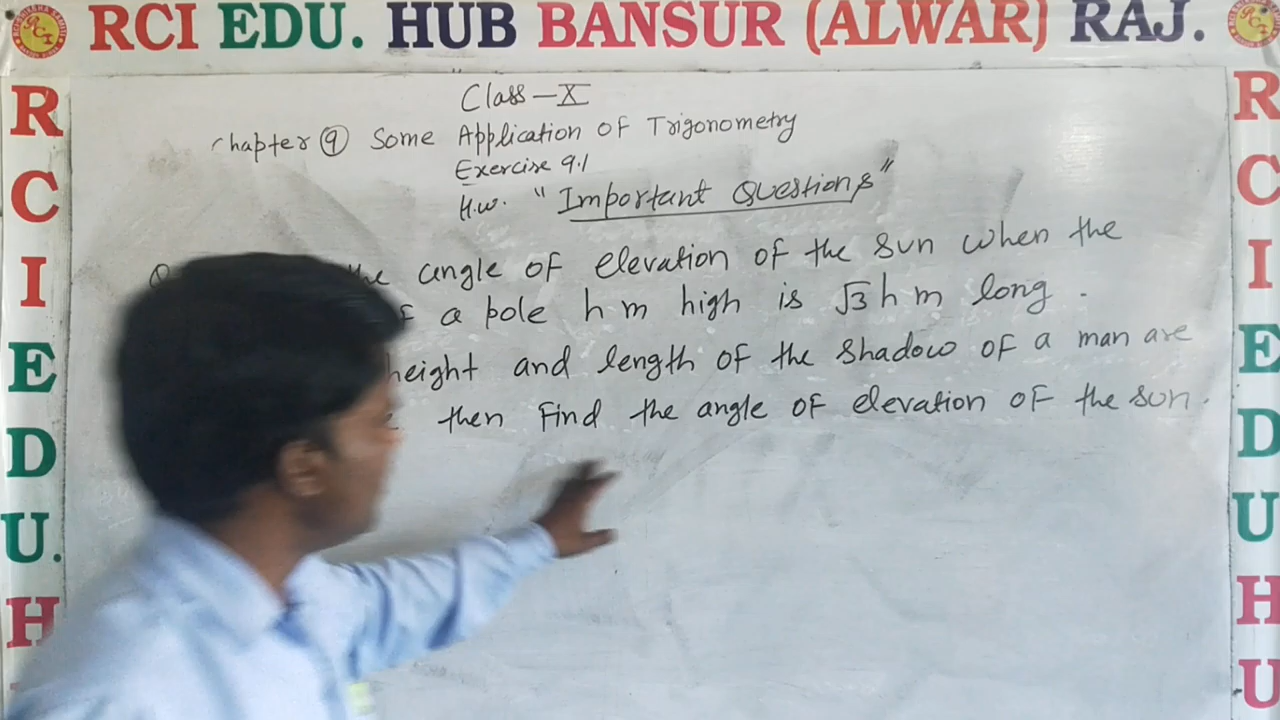 RCI EDU. HUB BANSUR (ALWAR) RAJ.
Class - X
Chapter 9 Some Application of Trigonometry
Exercise 9.1
H.w. "Important Questions"
the angle of elevation of the sun when the
a pole h m high is √3 h m long.
height and length of the shadow of a man are
then find the angle of elevation of the sun.
R
C
I
E
D
U.
H
R
C
I
E
D
U
H
U